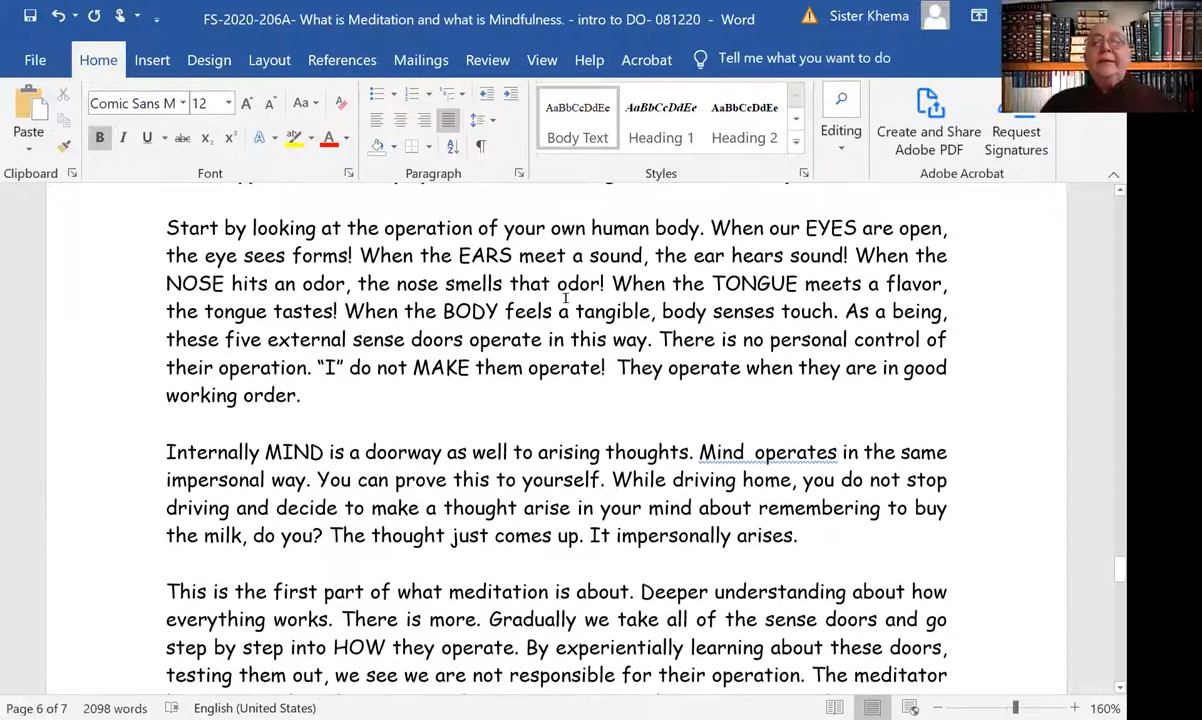 FS-2020-206A- What is Meditation and what is Mindfulness. - intro to DO- 081220 - Word
Sister Khema
File Home Insert Design Layout References Mailings Review View Help Acrobat Tell me what you want to do
Paste
Comic Sans M 12
Aa
B I U abc X2 X2 A A
AaBbCcDdEe AaBbCcDdEe AaBbCcDdEe
Body Text Heading 1 Heading 2
Editing
Create and Share Adobe PDF
Request Signatures
Clipboard Font Paragraph Styles Adobe Acrobat
Start by looking at the operation of your own human body. When our EYES are open,
the eye sees forms! When the EARS meet a sound, the ear hears sound! When the
NOSE hits an odor, the nose smells that odor! When the TONGUE meets a flavor,
the tongue tastes! When the BODY feels a tangible, body senses touch. As a being,
these five external sense doors operate in this way. There is no personal control of
their operation. “I” do not MAKE them operate!  They operate when they are in good
working order.
Internally MIND is a doorway as well to arising thoughts. Mind  operates in the same
impersonal way. You can prove this to yourself. While driving home, you do not stop
driving and decide to make a thought arise in your mind about remembering to buy
the milk, do you? The thought just comes up. It impersonally arises.
This is the first part of what meditation is about. Deeper understanding about how
everything works. There is more. Gradually we take all of the sense doors and go
step by step into HOW they operate. By experientially learning about these doors,
testing them out, we see we are not responsible for their operation. The meditator
Page 6 of 7 2098 words English (United States) 160%